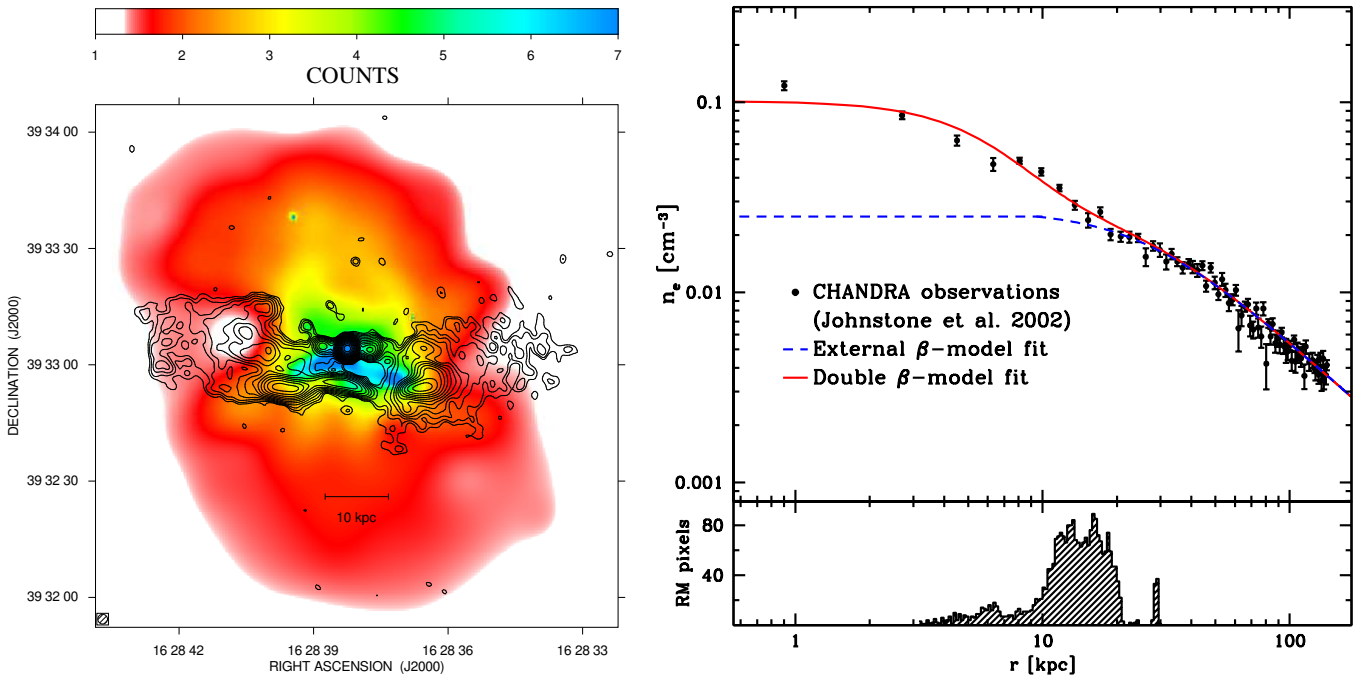 1 2 3 4 5 6 7
COUNTS
DECLINATION (J2000)
39 34 00
33 30
39 33 00
39 32 30
39 32 00
10 kpc
16 28 42 16 28 39 16 28 36 16 28 33
RIGHT ASCENSION (J2000)
nₑ [cm⁻³]
0.1
0.01
0.001
CHANDRA observations
(Johnstone et al. 2002)
External β−model fit
Double β−model fit
RM pixels
80
40
1 10 100
r [kpc]